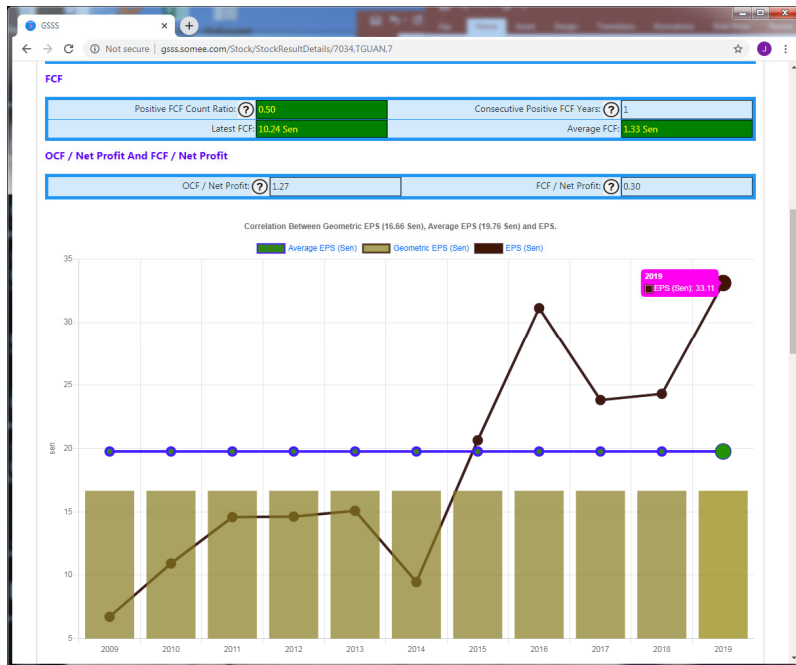 GSSS
Not secure | gsss.somee.com/Stock/StockResultDetails/7034,TGUAN,7
J
FCF
Positive FCF Count Ratio: ? 0.50 Consecutive Positive FCF Years: ? 1
Latest FCF: 10.24 Sen Average FCF: 1.33 Sen
OCF / Net Profit And FCF / Net Profit
OCF / Net Profit: ? 1.27 FCF / Net Profit: ? 0.30
Correlation Between Geometric EPS (16.66 Sen), Average EPS (19.76 Sen) and EPS.
Average EPS (Sen) Geometric EPS (Sen) EPS (Sen)
35
2019
EPS (Sen): 33.11
30
25
sen
20
15
10
5
2009 2010 2011 2012 2013 2014 2015 2016 2017 2018 2019